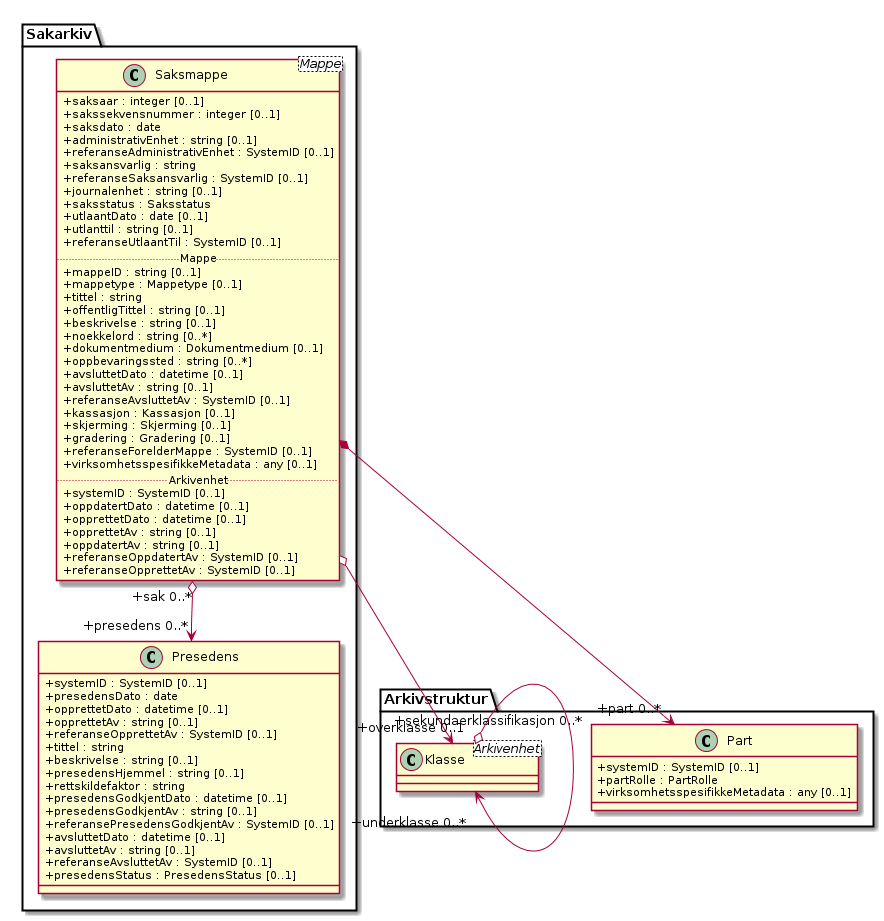 Sakarkiv
Mappe
C Saksmappe
+saksaar : integer [0..1]
+sakssekvensnummer : integer [0..1]
+saksdato : date
+administrativEnhet : string [0..1]
+referanseAdministrativEnhet : SystemID [0..1]
+saksansvarlig : string
+referanseSaksansvarlig : SystemID [0..1]
+journalenhet : string [0..1]
+saksstatus : Saksstatus
+utlaantDato : date [0..1]
+utlanttil : string [0..1]
+referanseUtlaantTil : SystemID [0..1]
Mappe
+mappeID : string [0..1]
+mappetype : Mappetype [0..1]
+tittel : string
+offentligTittel : string [0..1]
+beskrivelse : string [0..1]
+noekkelord : string [0..*]
+dokumentmedium : Dokumentmedium [0..1]
+oppbevaringssted : string [0..*]
+avsluttetDato : datetime [0..1]
+avsluttetAv : string [0..1]
+referanseAvsluttetAv : SystemID [0..1]
+kassasjon : Kassasjon [0..1]
+skjerming : Skjerming [0..1]
+gradering : Gradering [0..1]
+referanseForelderMappe : SystemID [0..1]
+virksomhetsspesifikkeMetadata : any [0..1]
Arkivenhet
+systemID : SystemID [0..1]
+oppdatertDato : datetime [0..1]
+opprettetDato : datetime [0..1]
+opprettetAv : string [0..1]
+oppdatertAv : string [0..1]
+referanseOppdatertAv : SystemID [0..1]
+referanseOpprettetAv : SystemID [0..1]
+sak 0..*
+presedens 0..*
C Presedens
+systemID : SystemID [0..1]
+presedensDato : date
+opprettetDato : datetime [0..1]
+opprettetAv : string [0..1]
+referanseOpprettetAv : SystemID [0..1]
+tittel : string
+beskrivelse : string [0..1]
+presedensHjemmel : string [0..1]
+rettskildefaktor : string
+presedensGodkjentDato : datetime [0..1]
+presedensGodkjentAv : string [0..1]
+referansePresedensGodkjentAv : SystemID [0..1]
+avsluttetDato : datetime [0..1]
+avsluttetAv : string [0..1]
+referanseAvsluttetAv : SystemID [0..1]
+presedensStatus : PresedensStatus [0..1]
Arkivstruktur
+sekundaerklassifikasjon 0..*
+overklasse 0..1
Arkivenhet
C Klasse
+underklasse 0..*
+part 0..*
C Part
+systemID : SystemID [0..1]
+partRolle : PartRolle
+virksomhetsspesifikkeMetadata : any [0..1]